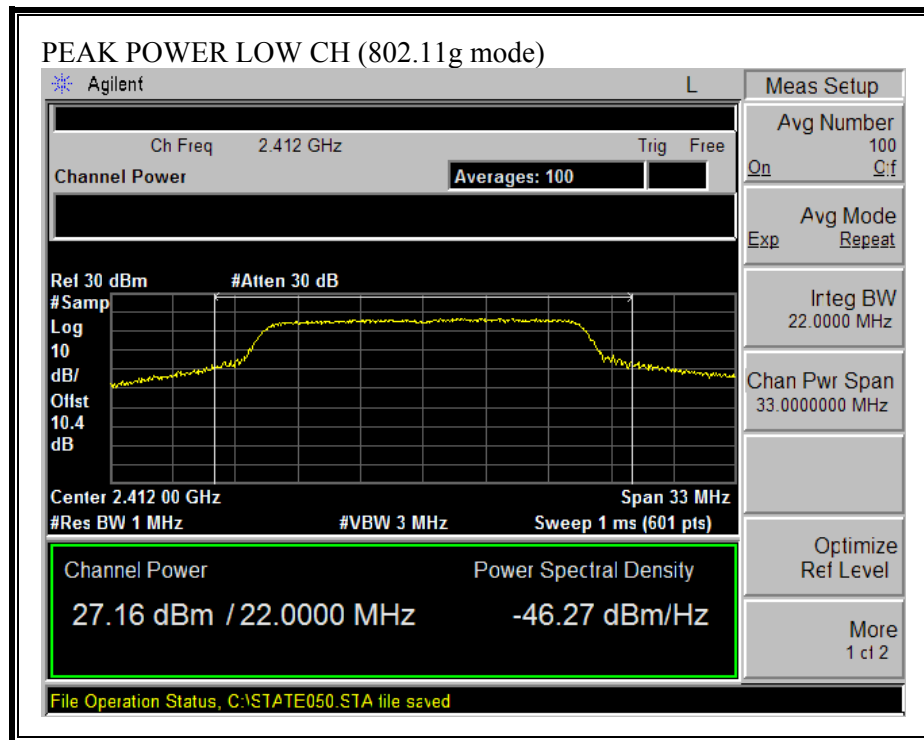 PEAK POWER LOW CH (802.11g mode)
Agilent L
Ch Freq 2.412 GHz Trig Free
Channel Power Averages: 100
Ref 30 dBm #Atten 30 dB
#Samp
Log
10
dB/
Offst
10.4
dB
Center 2.412 00 GHz Span 33 MHz
#Res BW 1 MHz #VBW 3 MHz Sweep 1 ms (601 pts)
Channel Power Power Spectral Density
27.16 dBm / 22.0000 MHz -46.27 dBm/Hz
File Operation Status, C:\STATE050.STA file saved
Meas Setup
Avg Number
100
On Off
Avg Mode
Exp Repeat
Integ BW
22.0000 MHz
Chan Pwr Span
33.0000000 MHz
Optimize
Ref Level
More
1 of 2